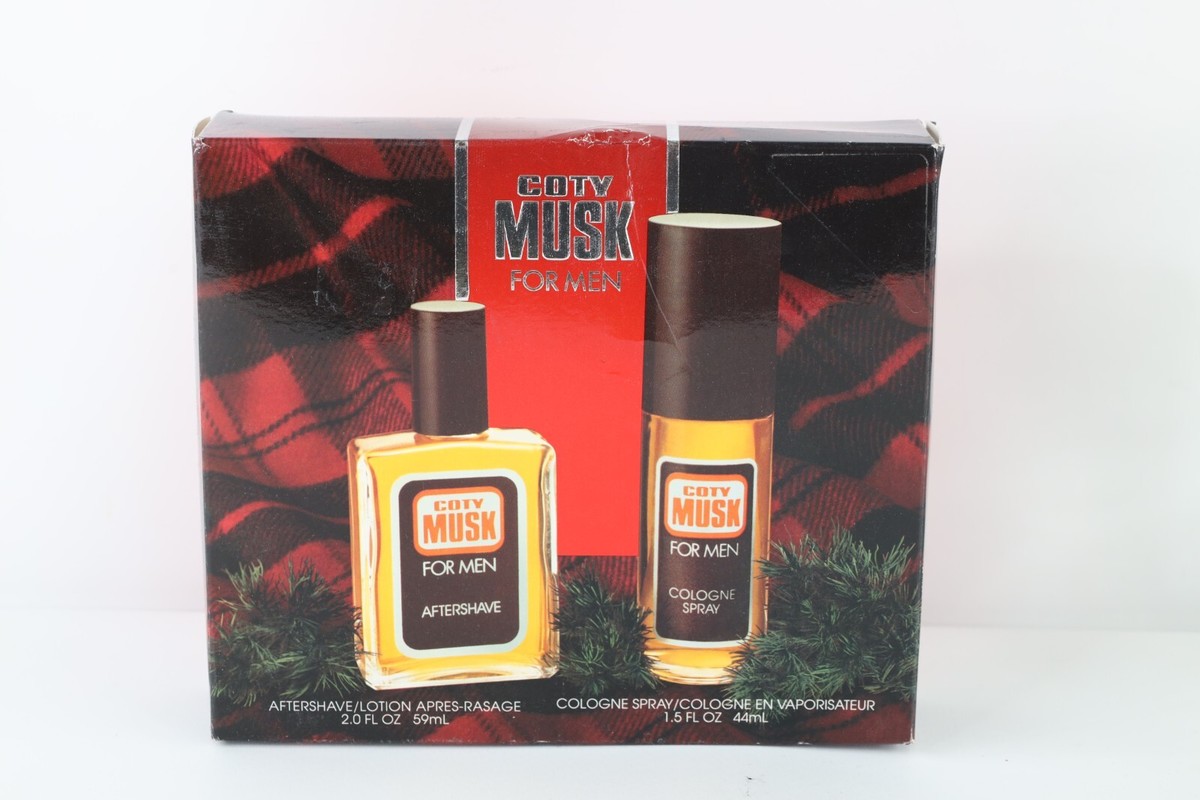 COTY
MUSK
FOR MEN
COTY
MUSK
FOR MEN
AFTERSHAVE
COTY
MUSK
FOR MEN
COLOGNE
SPRAY
AFTERSHAVE/LOTION APRES-RASAGE
2.0 FL OZ 59mL
COLOGNE SPRAY/COLOGNE EN VAPORISATEUR
1.5 FL OZ 44mL